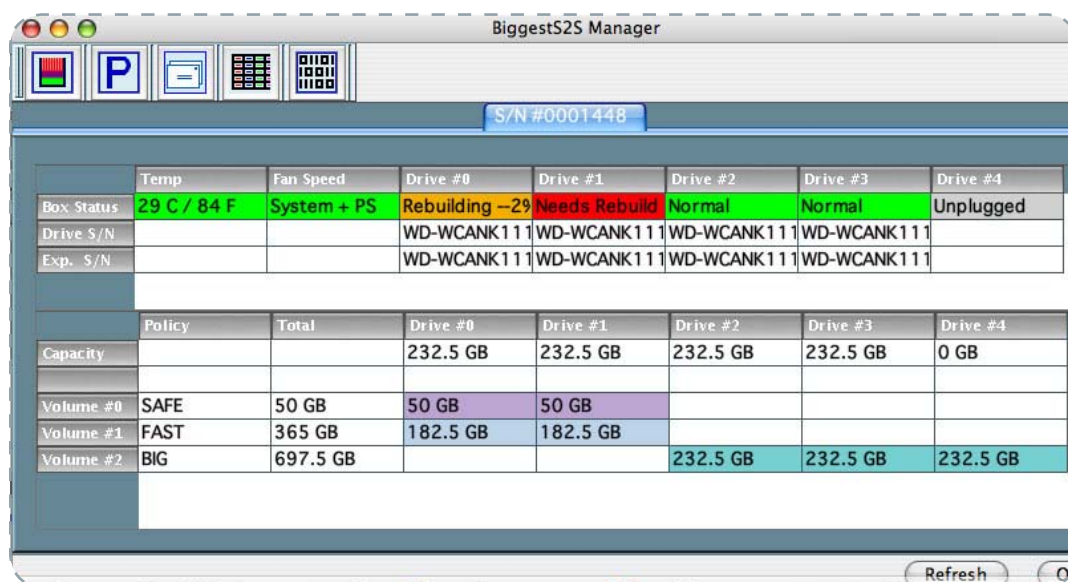 BiggestS2S Manager
P
S/N #0001448
Temp Fan Speed Drive #0 Drive #1 Drive #2 Drive #3 Drive #4
Box Status 29 C / 84 F System + PS Rebuilding --2% Needs Rebuild Normal Normal Unplugged
Drive S/N WD-WCANK111 WD-WCANK111 WD-WCANK111 WD-WCANK111
Exp. S/N WD-WCANK111 WD-WCANK111 WD-WCANK111 WD-WCANK111
Policy Total Drive #0 Drive #1 Drive #2 Drive #3 Drive #4
Capacity 232.5 GB 232.5 GB 232.5 GB 232.5 GB 0 GB
Volume #0 SAFE 50 GB 50 GB 50 GB
Volume #1 FAST 365 GB 182.5 GB 182.5 GB
Volume #2 BIG 697.5 GB 232.5 GB 232.5 GB 232.5 GB
Refresh